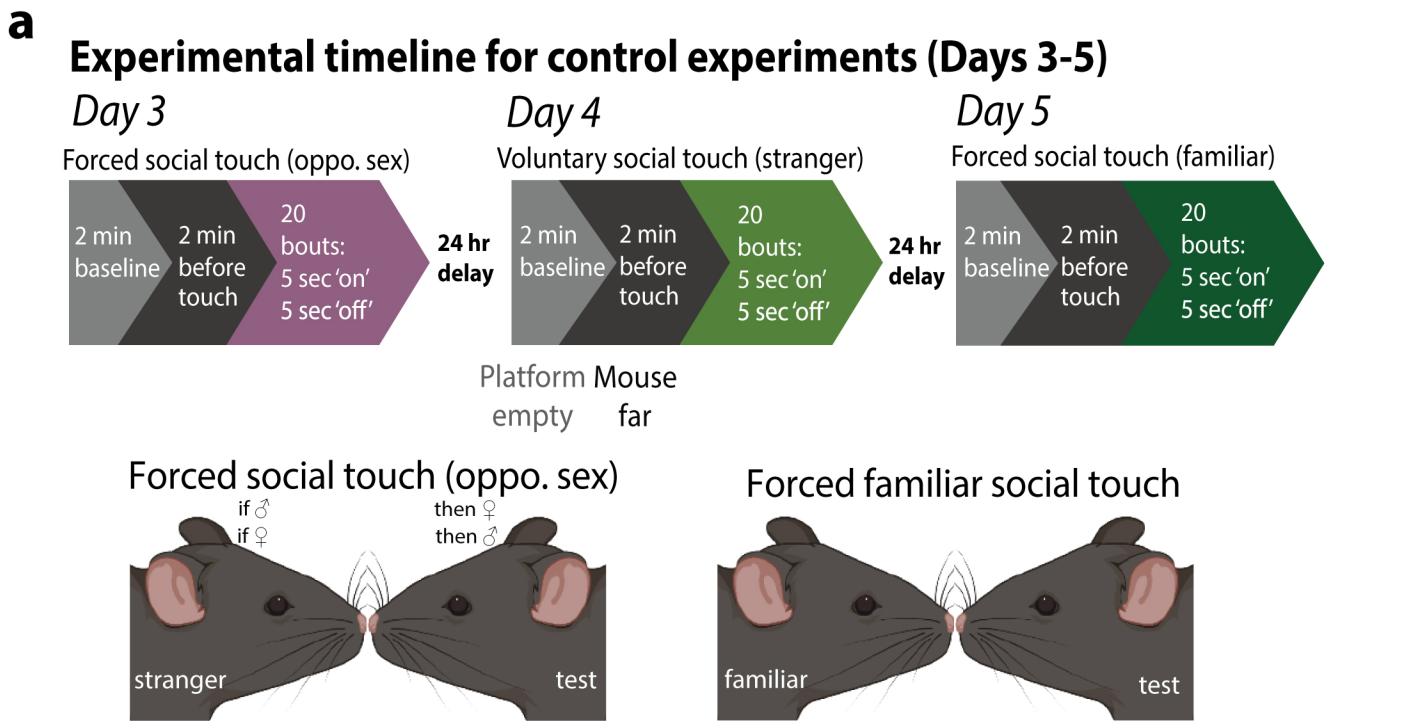 a
Experimental timeline for control experiments (Days 3-5)
Day 3
Forced social touch (oppo. sex)
2 min
baseline
2 min
before
touch
20
bouts:
5 sec ‘on’
5 sec ‘off’
24 hr
delay
Day 4
Voluntary social touch (stranger)
2 min
baseline
2 min
before
touch
20
bouts:
5 sec ‘on’
5 sec ‘off’
Platform
empty
Mouse
far
24 hr
delay
Day 5
Forced social touch (familiar)
2 min
baseline
2 min
before
touch
20
bouts:
5 sec ‘on’
5 sec ‘off’
Forced social touch (oppo. sex)
if ♂ then ♀
if ♀ then ♂
stranger
test
Forced familiar social touch
familiar
test